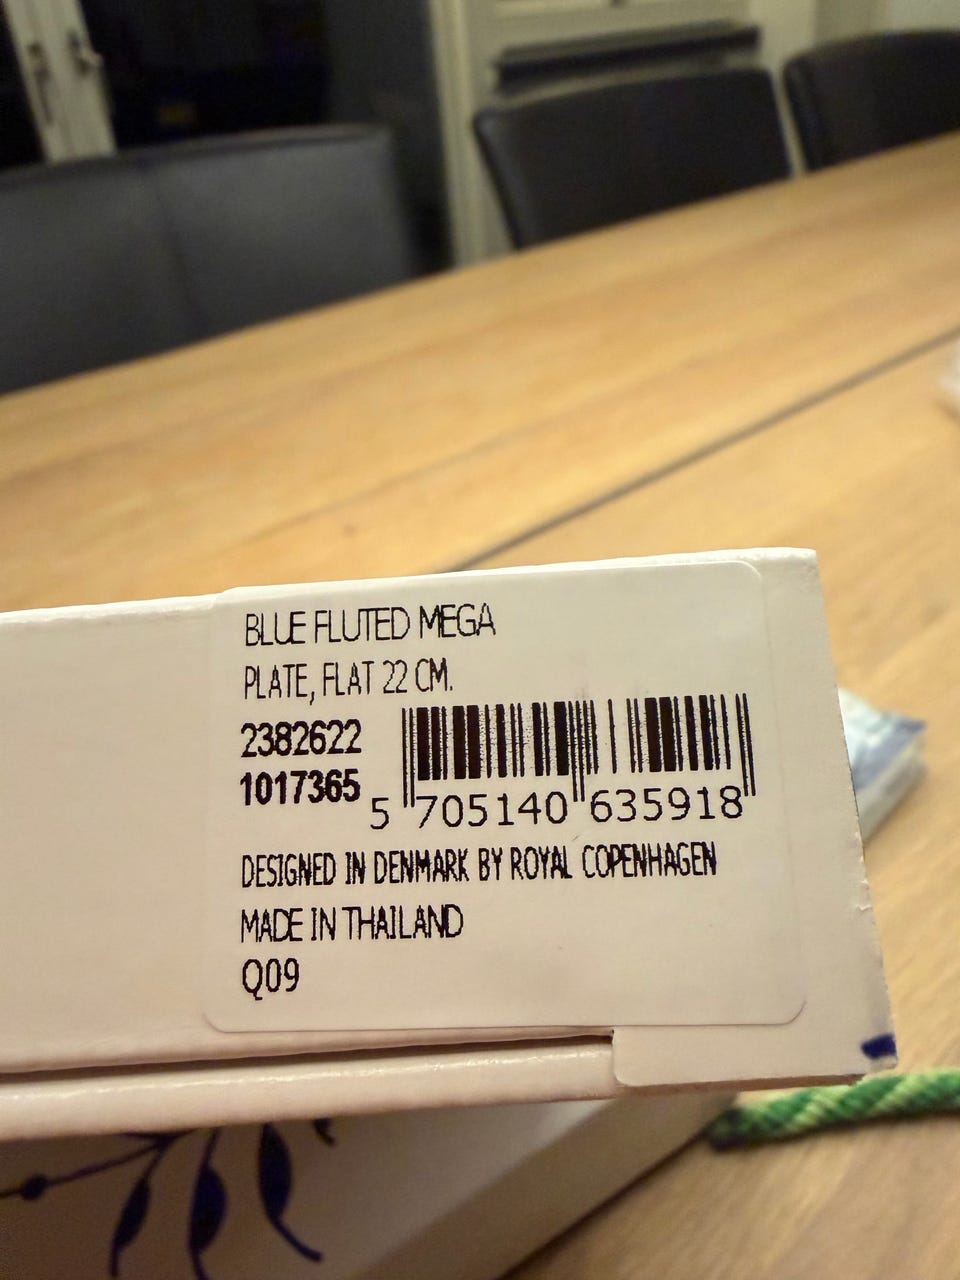 BLUE FLUTED MEGA
PLATE, FLAT 22 CM.
2382622
1017365
5 705140 635918
DESIGNED IN DENMARK BY ROYAL COPENHAGEN
MADE IN THAILAND
Q09